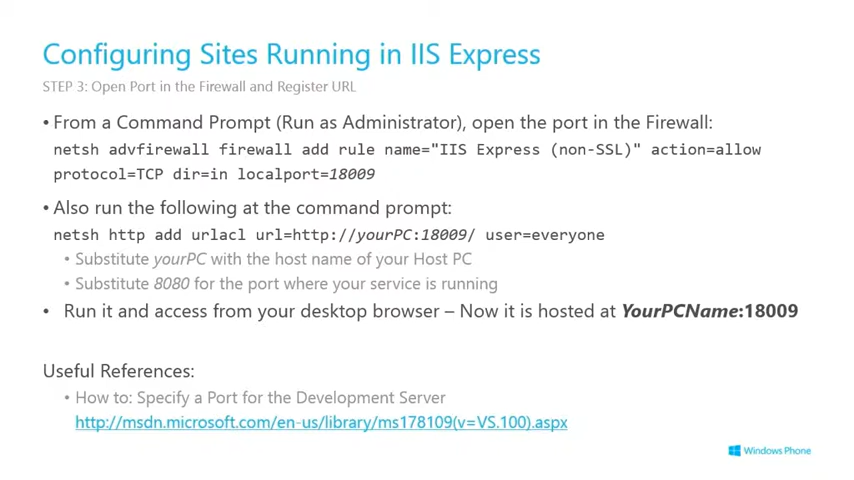 Configuring Sites Running in IIS Express
STEP 3: Open Port in the Firewall and Register URL
• From a Command Prompt (Run as Administrator), open the port in the Firewall:
netsh advfirewall firewall add rule name="IIS Express (non-SSL)" action=allow
protocol=TCP dir=in localport=18009
• Also run the following at the command prompt:
netsh http add urlacl url=http://yourPC:18009/ user=everyone
• Substitute yourPC with the host name of your Host PC
• Substitute 8080 for the port where your service is running
• Run it and access from your desktop browser – Now it is hosted at YourPCName:18009
Useful References:
• How to: Specify a Port for the Development Server
http://msdn.microsoft.com/en-us/library/ms178109(v=VS.100).aspx
Windows Phone